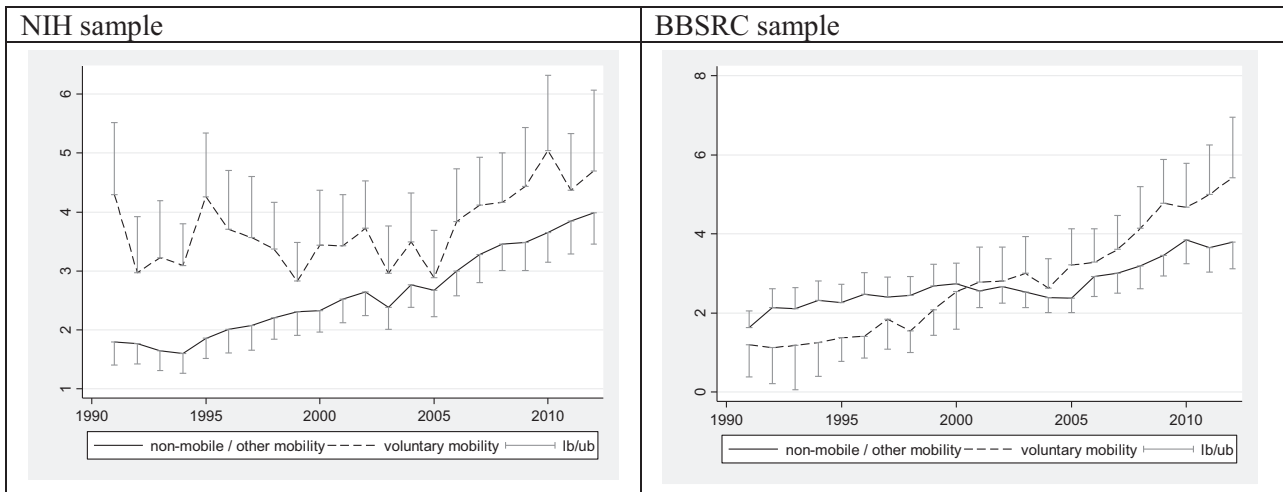 NIH sample
6
5
4
3
2
1
1990 1995 2000 2005 2010
non-mobile / other mobility voluntary mobility lb/ub
BBSRC sample
8
6
4
2
0
1990 1995 2000 2005 2010
non-mobile / other mobility voluntary mobility lb/ub